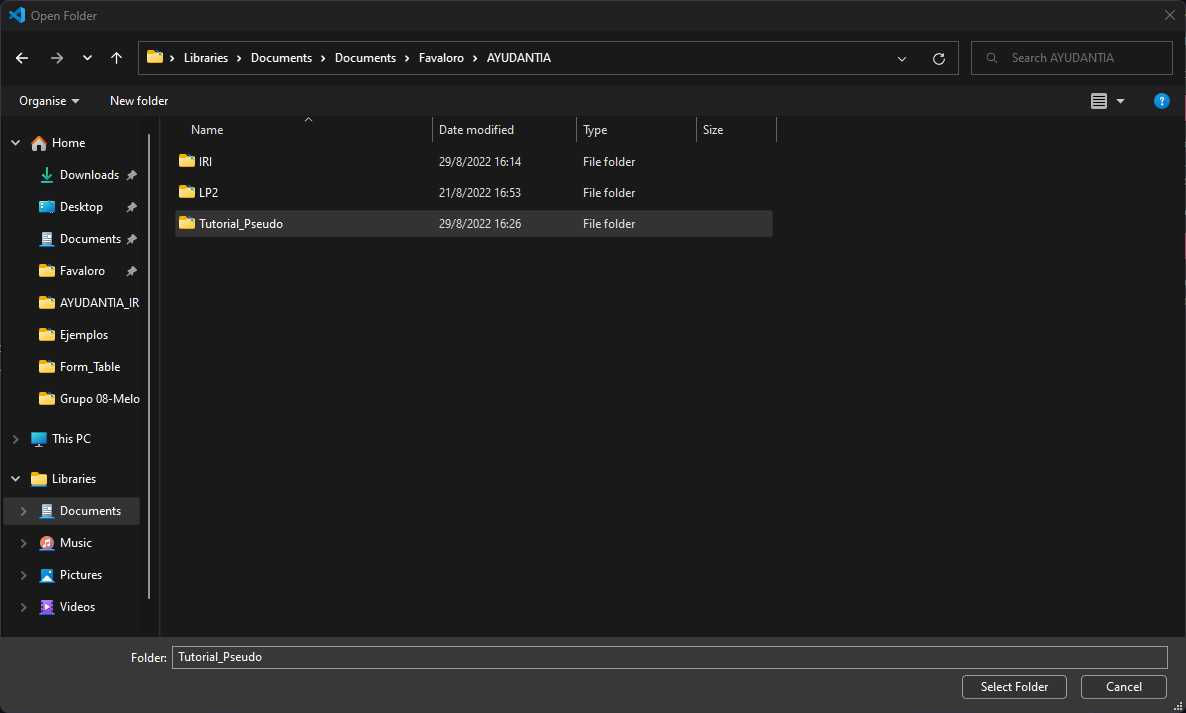 Open Folder
Libraries > Documents > Documents > Favaloro > AYUDANTIA
Search AYUDANTIA
Organise New folder
?
Name Date modified Type Size
IRI 29/8/2022 16:14 File folder
LP2 21/8/2022 16:53 File folder
Tutorial_Pseudo 29/8/2022 16:26 File folder
Home
Downloads
Desktop
Documents
Favaloro
AYUDANTIA_IR
Ejemplos
Form_Table
Grupo 08-Melo
This PC
Libraries
Documents
Music
Pictures
Videos
Folder: Tutorial_Pseudo
Select Folder Cancel